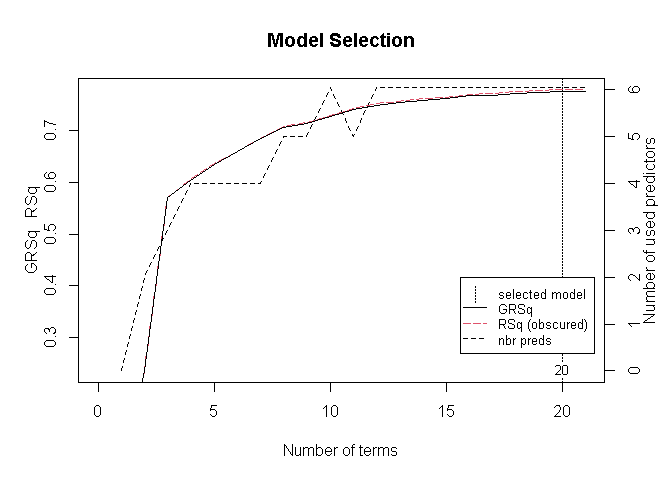 Model Selection
GRSq RSq
0.3
0.4
0.5
0.6
0.7
0
1
2
3
4
5
6
Number of used predictors
selected model
GRSq
RSq (obscured)
nbr preds
20
0
5
10
15
20
Number of terms